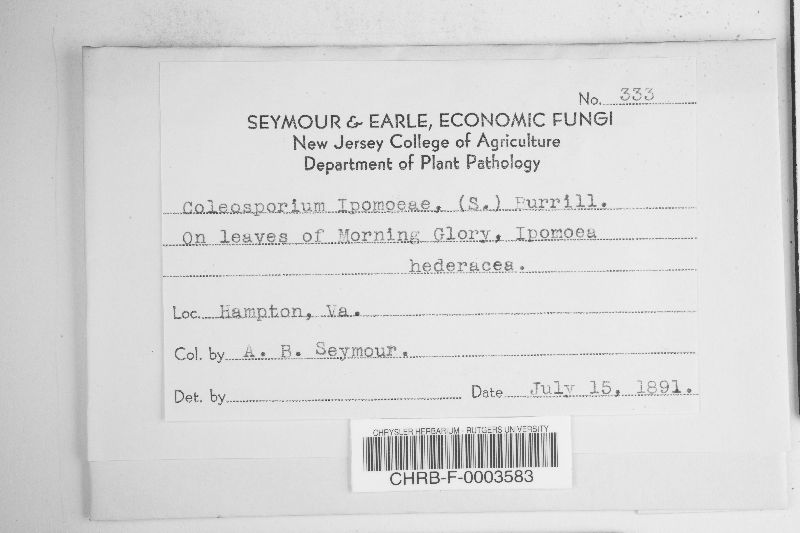 No. 333
SEYMOUR & EARLE, ECONOMIC FUNGI
New Jersey College of Agriculture
Department of Plant Pathology
Coleosporium Ipomoeae, (S.) Burrill.
On leaves of Morning Glory, Ipomoea
hederacea.
Loc. Hampton, Va.
Col. by A. B. Seymour.
Det. by
Date July 15, 1891.
CHRYSLER HERBARIUM - RUTGERS UNIVERSITY
CHRB-F-0003583